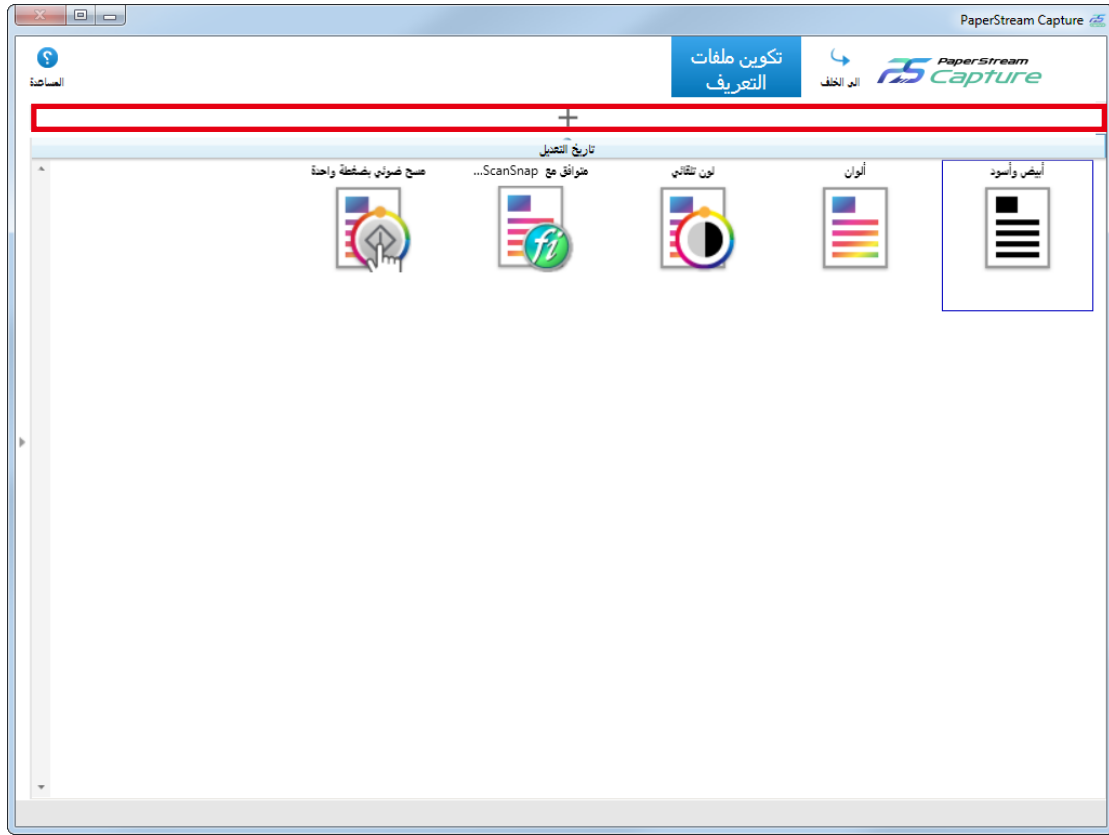 PaperStream Capture
PaperStream
Capture
الى الخلف
تكوين ملفات
التعريف
المساعدة
+
تاريخ التعديل
أبيض وأسود
ألوان
لون تلقائي
متوافق مع ScanSnap...
مسح ضوئي بضغطة واحدة
fi